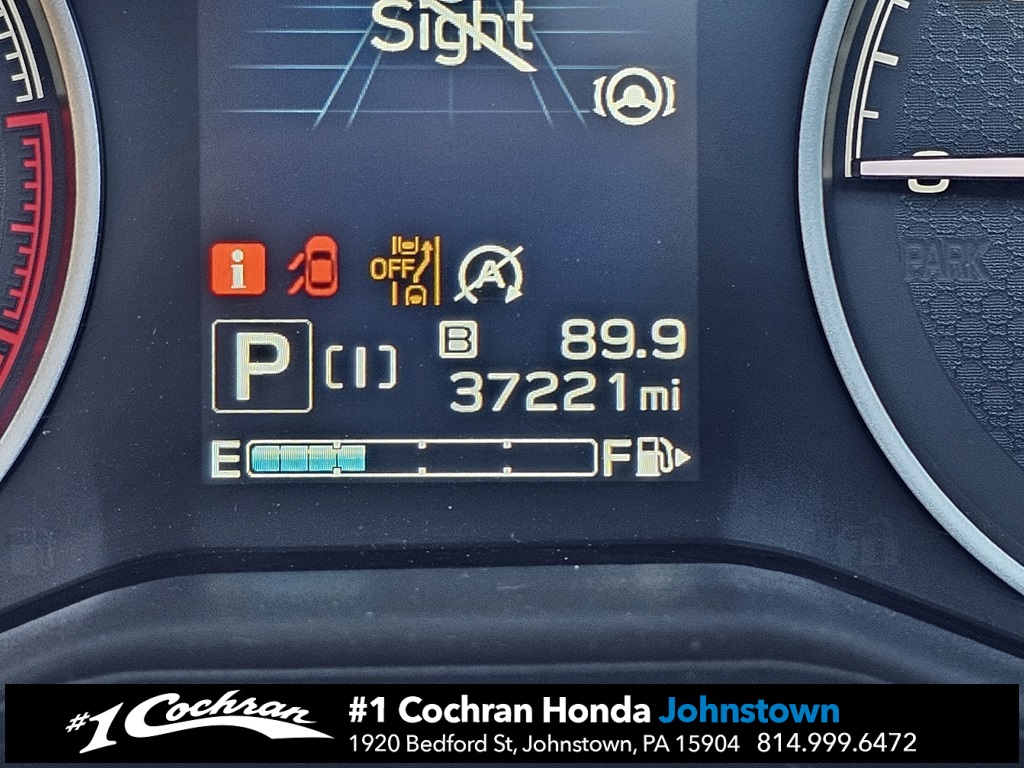 Sight
i
OFF
A
P [I] B 89.9
37221 mi
E F
0
PARK
#1 Cochran
#1 Cochran Honda Johnstown
1920 Bedford St, Johnstown, PA 15904 814.999.6472